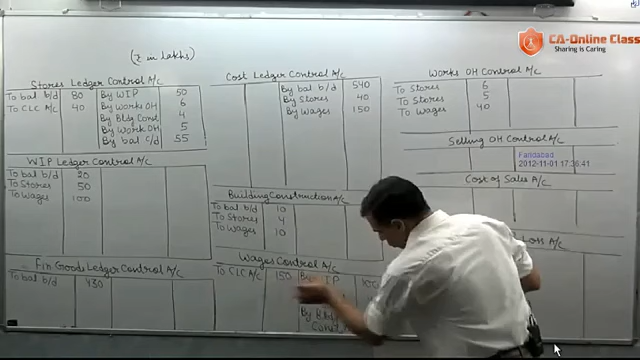 (₹ in lakhs)
Stores Ledger Control A/c
To bal b/d 80 By WIP 50
To CLC A/c 40 By Works OH 6
By Bldg Const 4
By Work OH 5
By bal c/d 55
WIP Ledger Control A/c
To bal b/d 20
To Stores 50
To Wages 100
Fin Goods Ledger Control A/c
To bal b/d 430
Cost Ledger Control A/c
By bal b/d 540
By Stores 40
By Wages 150
Building Construction A/c
To bal b/d 10
To Stores 4
To Wages 10
Wages Control A/c
To CLC A/c 150 By
By Bldg
Const
Works OH Control A/c
To Stores 6
To Stores 5
To Wages 40
Selling OH Control A/c
Faridabad
2012-11-01 17:36:41
Cost of Sales A/c
Loss A/c
CA-Online Class
Sharing is Caring